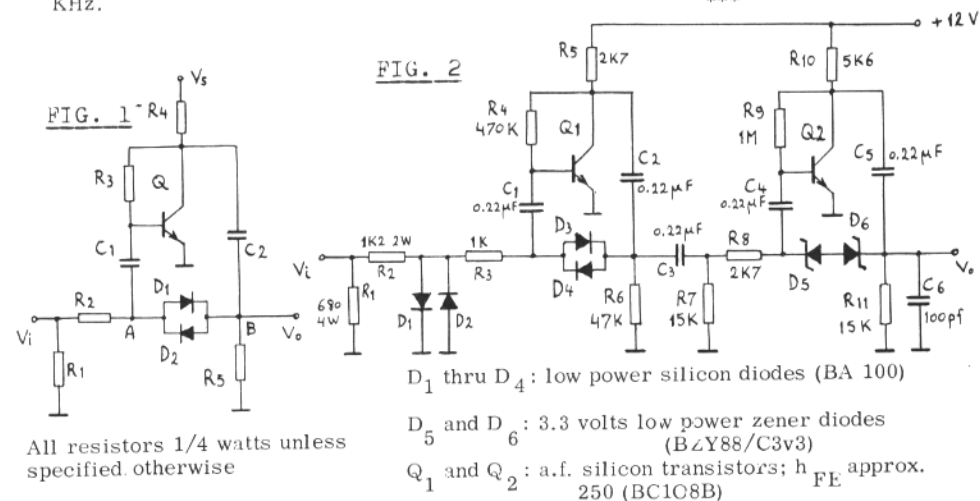 KHz.
+12 V
FIG. 1
FIG. 2
Vs
R4
R3
Q
C1
C2
D1
R2
Vi
A
D2
B
Vo
R1
R5
R5
2K7
R10
5K6
R4
470K
Q1
C2
0.22µF
C1
0.22µF
R9
1M
Q2
C5
0.22µF
C4
0.22µF
D3
D6
0.22µF
1K2 2W
1K
R8
Vi
R2
R3
D4
C3
2K7
D5
Vo
R1
680
4W
D1
D2
R6
47K
R7
15K
R11
15K
C6
100pf
D1 thru D4 : low power silicon diodes (BA 100)
All resistors 1/4 watts unless
specified otherwise
D5 and D6 : 3.3 volts low power zener diodes
(BZY88/C3v3)
Q1 and Q2 : a.f. silicon transistors; hFE approx.
250 (BC1C8B)